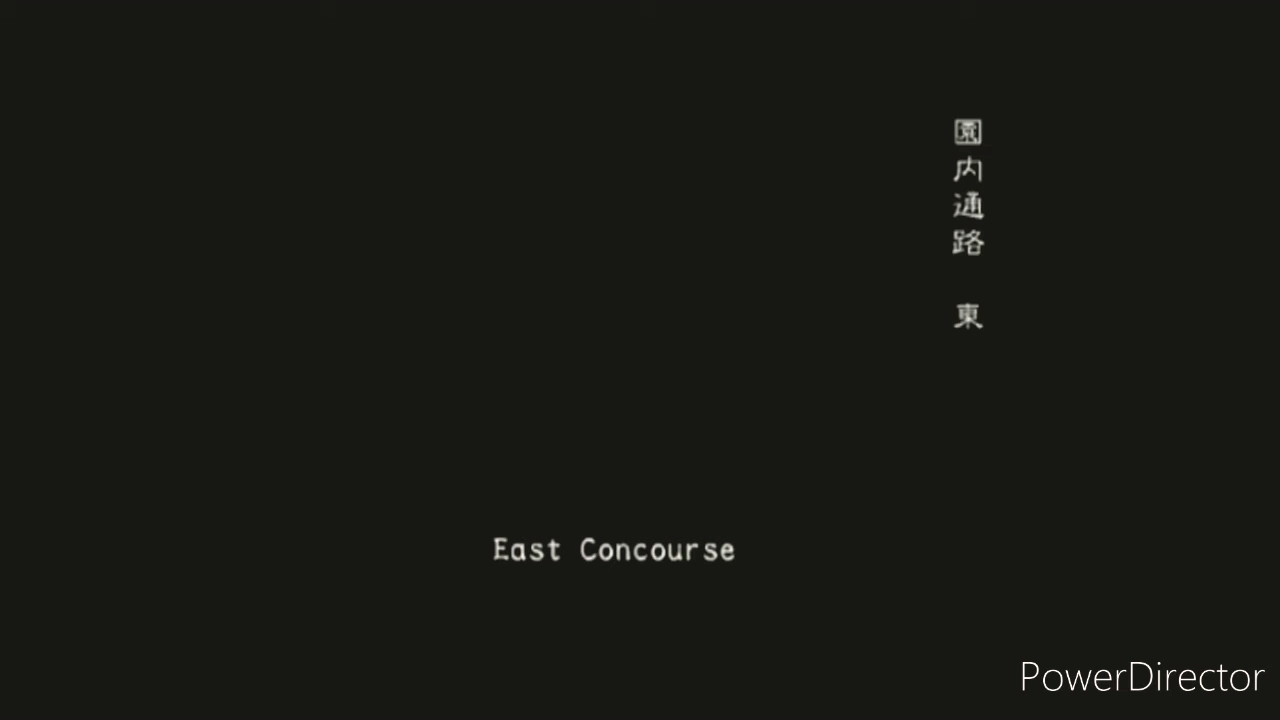 園内通路　東
East Concourse
PowerDirector